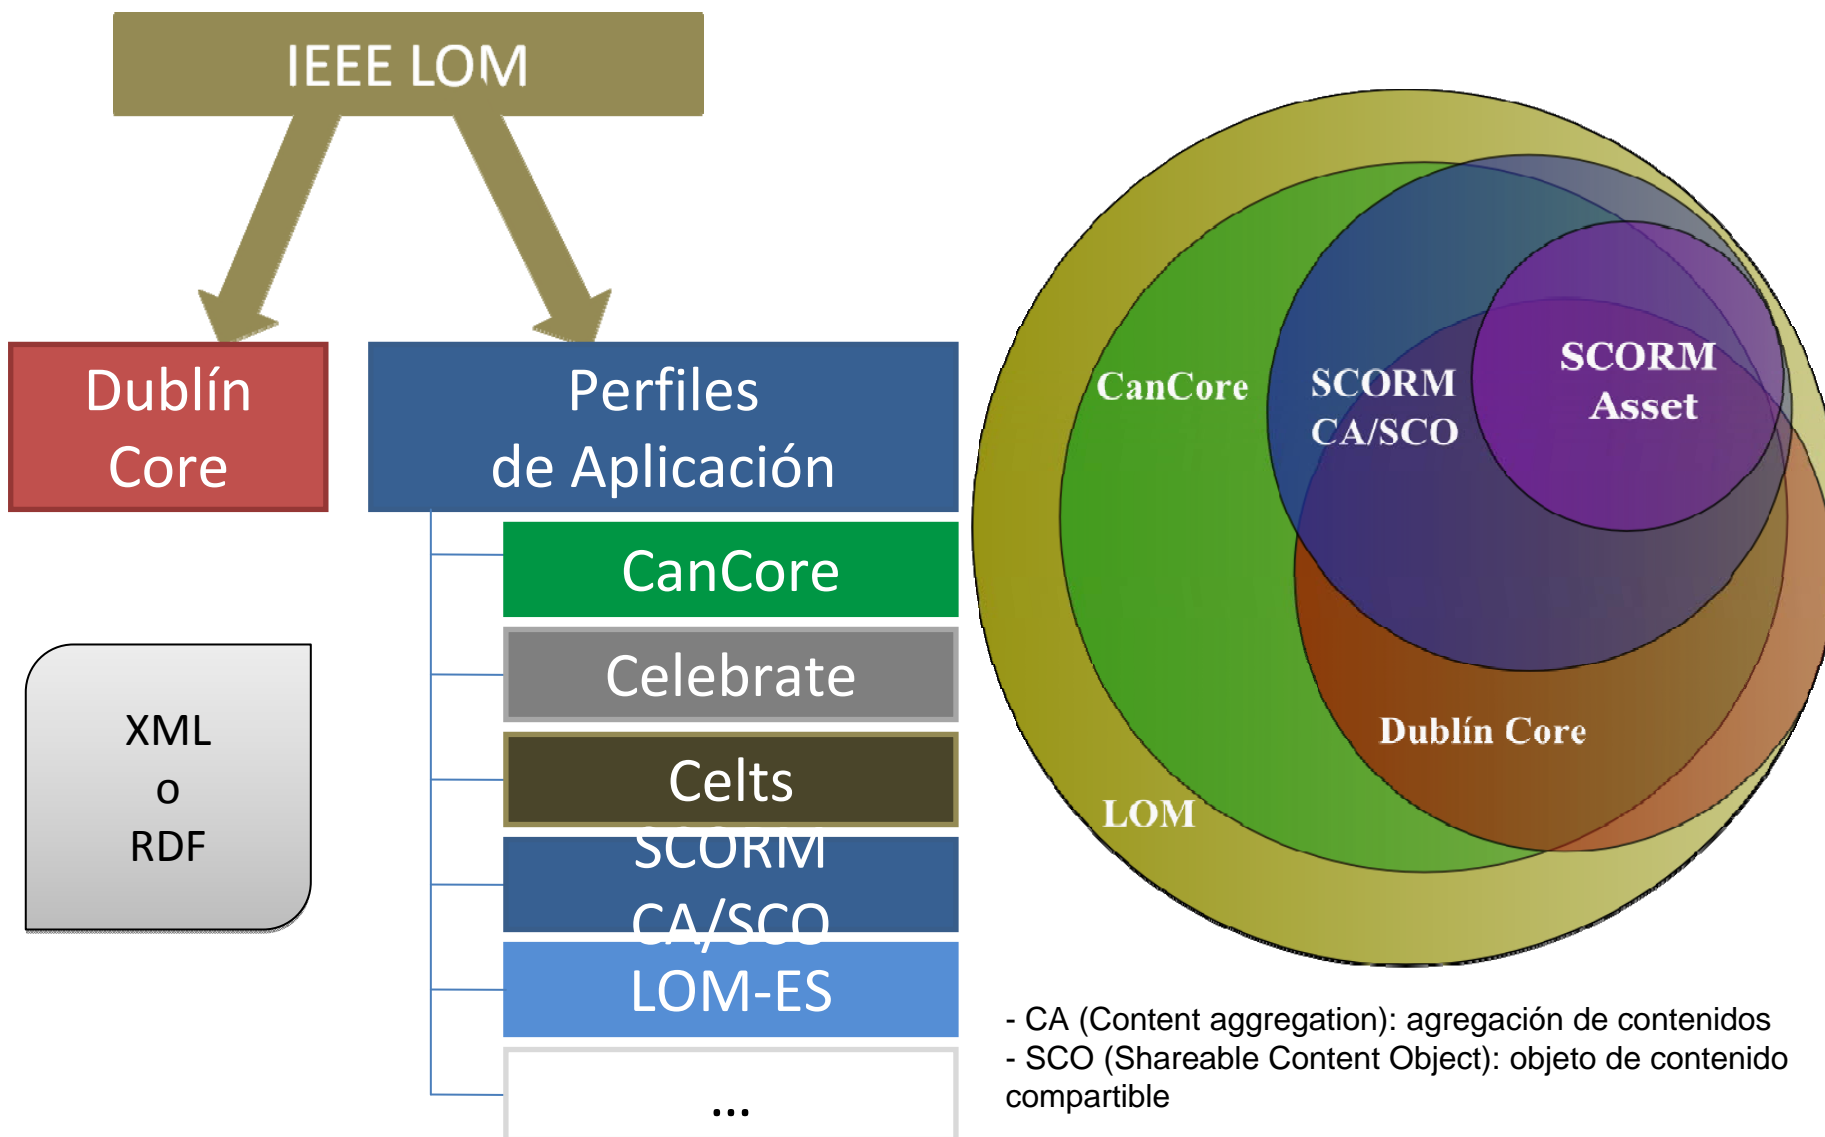 IEEE LOM
Dublín
Core
Perfiles
de Aplicación
CanCore
Celebrate
Celts
SCORM
CA/SCO
LOM-ES
...
XML
o
RDF
CanCore
SCORM
CA/SCO
SCORM
Asset
Dublín Core
LOM
- CA (Content aggregation): agregación de contenidos
- SCO (Shareable Content Object): objeto de contenido
compartible